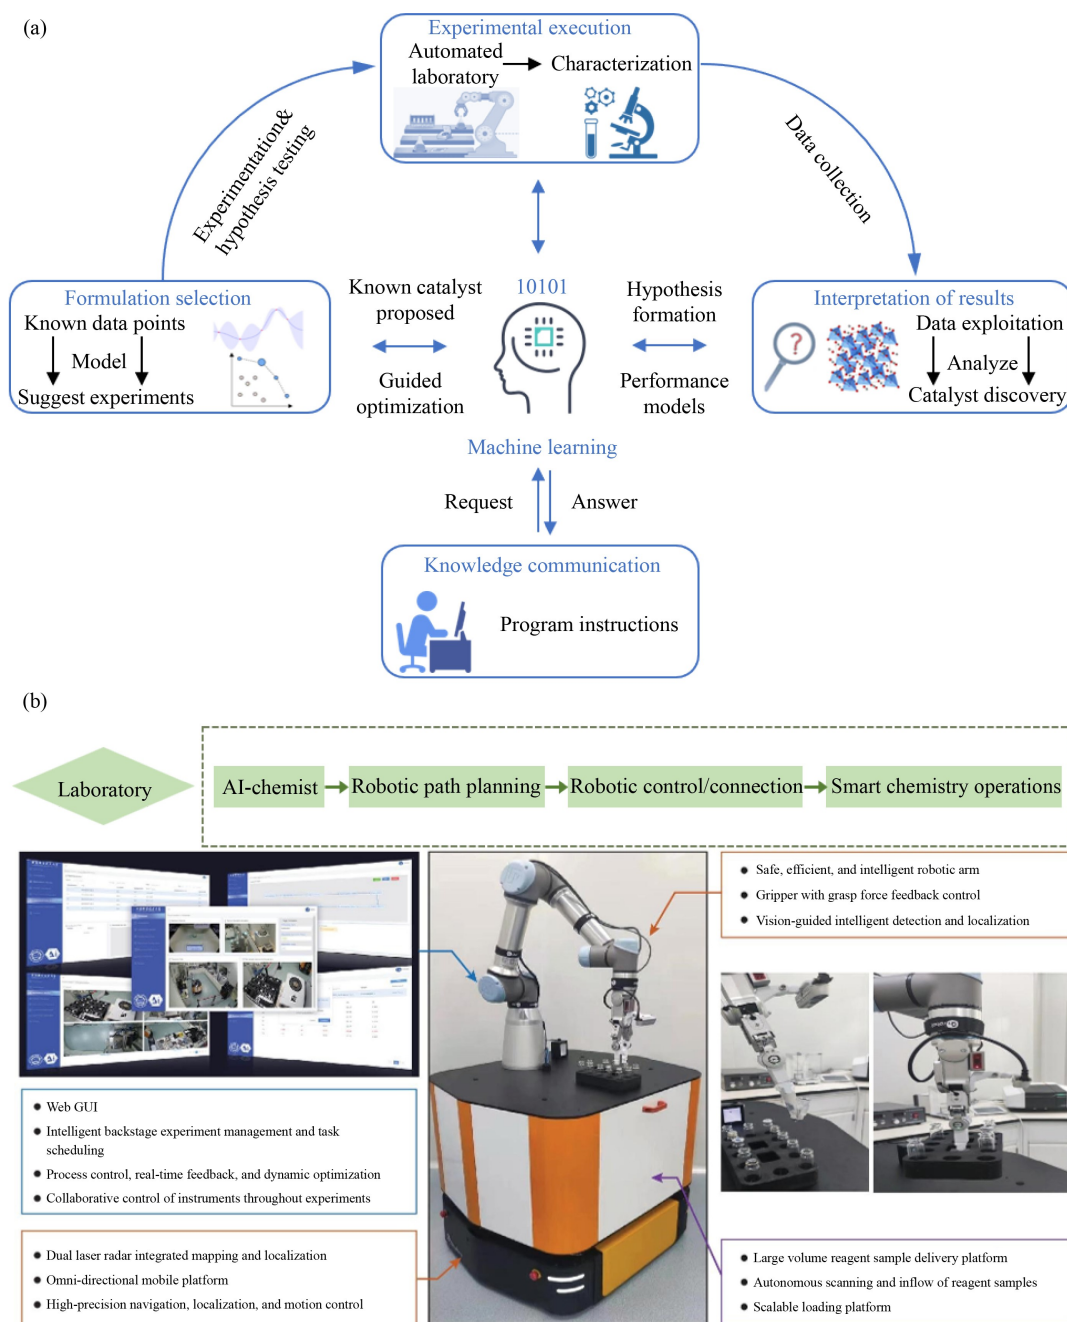 (a)
Experimental execution
Automated
laboratory
Characterization
Experimentation&
hypothesis testing
Data collection
Formulation selection
Known data points
Model
Suggest experiments
Known catalyst
proposed
Guided
optimization
10101
Hypothesis
formation
Performance
models
Interpretation of results
?
Data exploitation
Analyze
Catalyst discovery
Machine learning
Request
Answer
Knowledge communication
Program instructions
(b)
Laboratory
AI-chemist
Robotic path planning
Robotic control/connection
Smart chemistry operations
Safe, efficient, and intelligent robotic arm
Gripper with grasp force feedback control
Vision-guided intelligent detection and localization
Web GUI
Intelligent backstage experiment management and task
scheduling
Process control, real-time feedback, and dynamic optimization
Collaborative control of instruments throughout experiments
Dual laser radar integrated mapping and localization
Omni-directional mobile platform
High-precision navigation, localization, and motion control
Large volume reagent sample delivery platform
Autonomous scanning and inflow of reagent samples
Scalable loading platform